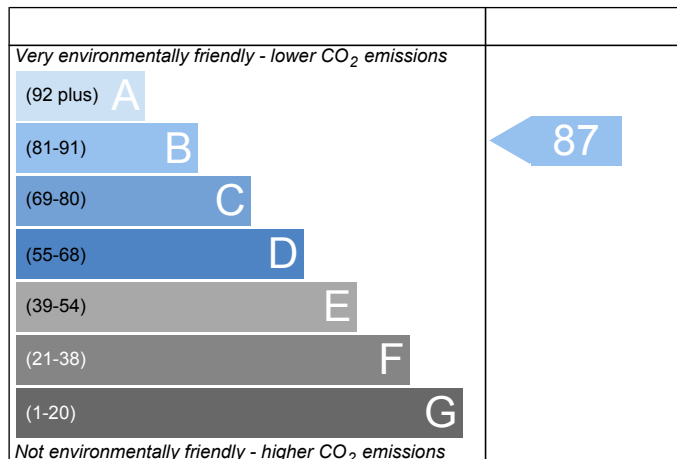 Very environmentally friendly - lower CO2 emissions
(92 plus) A
(81-91) B
87
(69-80) C
(55-68) D
(39-54) E
(21-38) F
(1-20) G
Not environmentally friendly - higher CO2 emissions